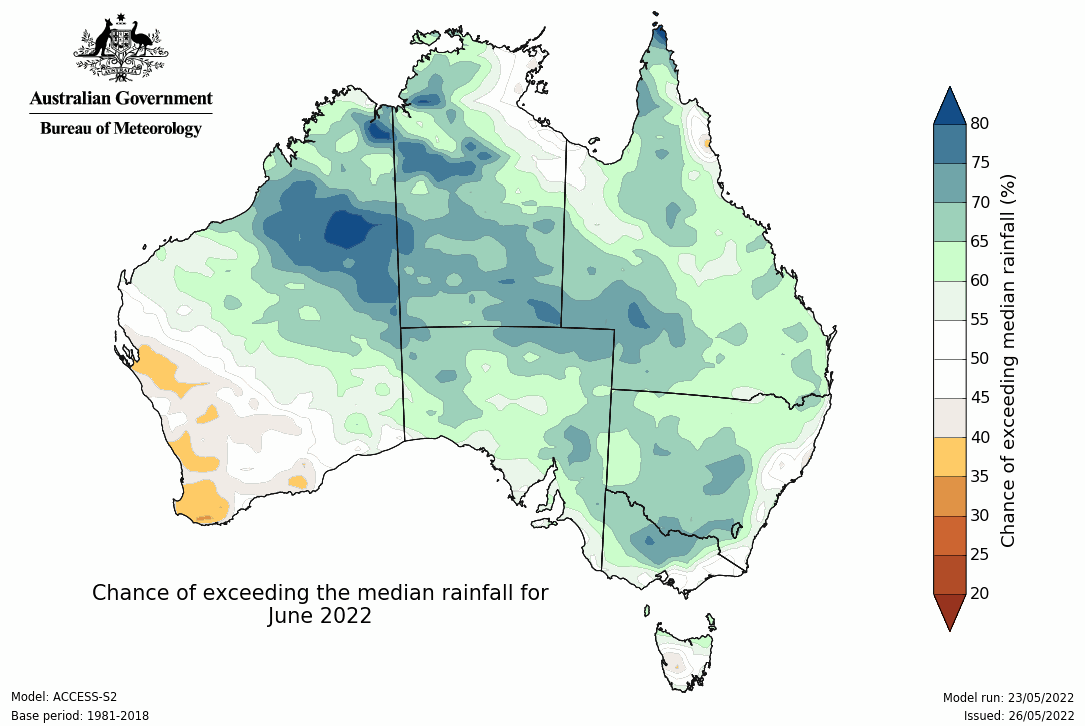 Australian Government
Bureau of Meteorology
80
75
70
65
60
55
50
45
40
35
30
25
20
Chance of exceeding median rainfall (%)
Chance of exceeding the median rainfall for
June 2022
Model: ACCESS-S2
Base period: 1981-2018
Model run: 23/05/2022
Issued: 26/05/2022